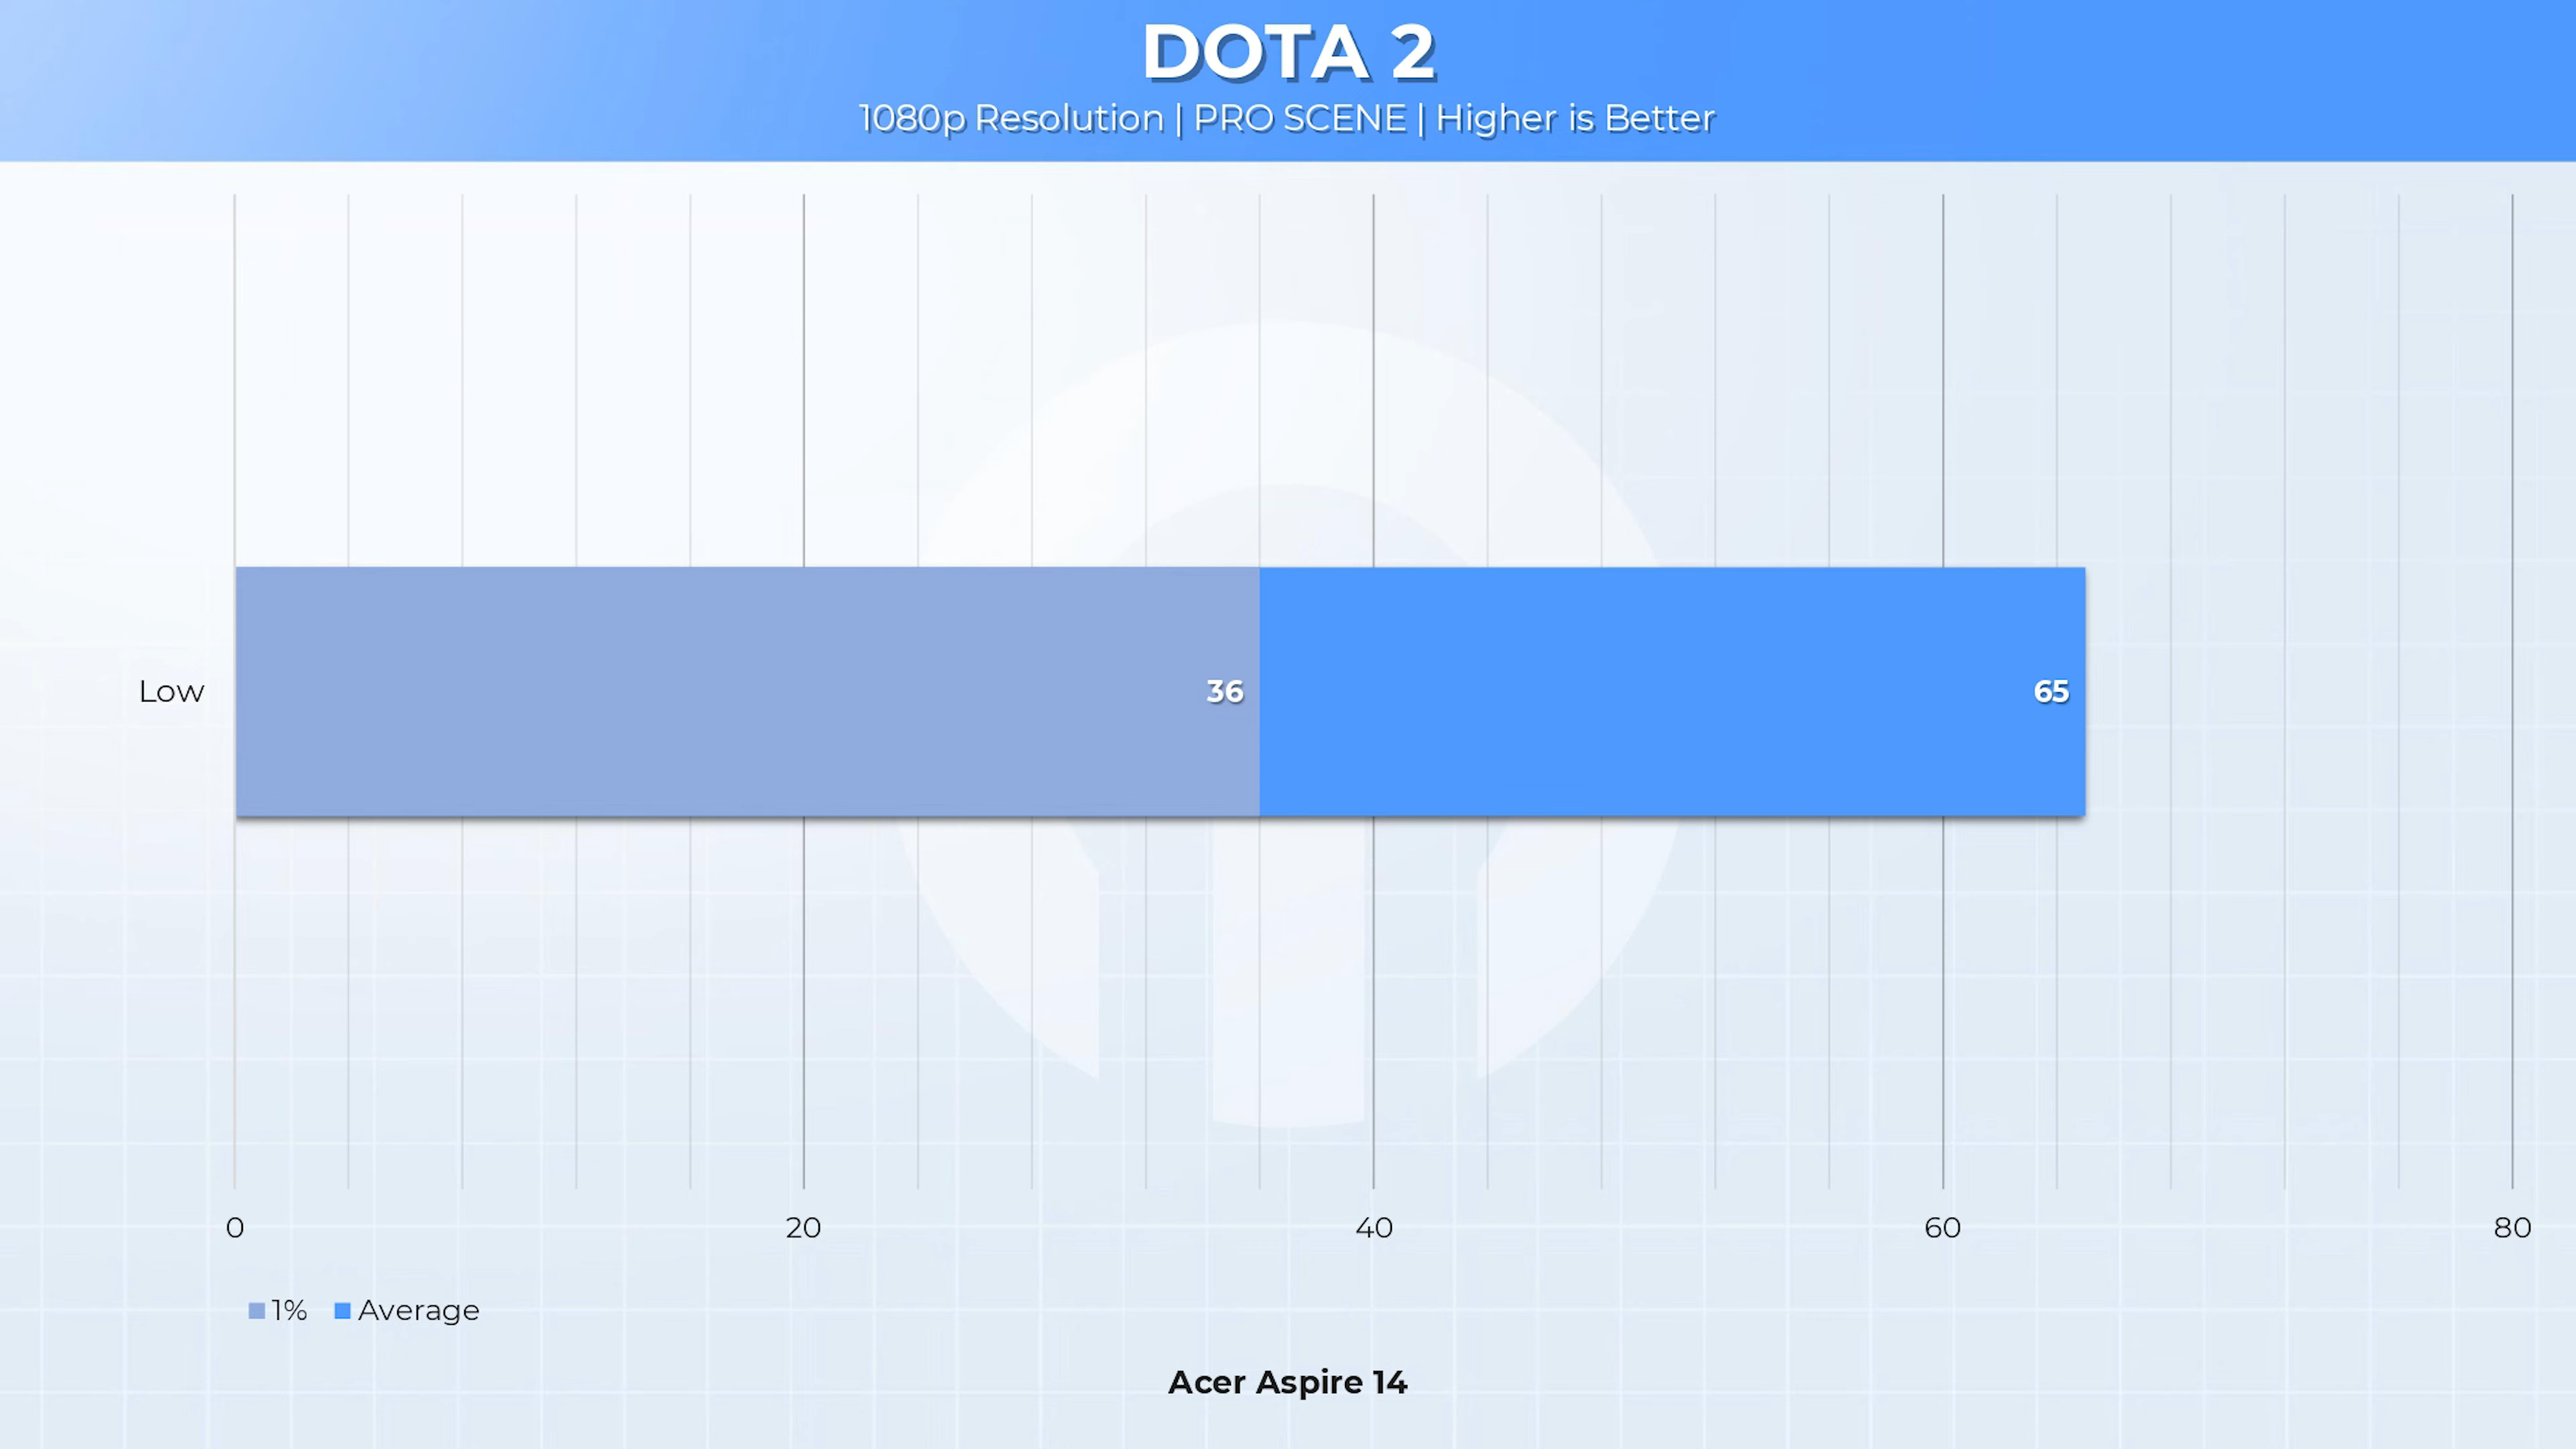 DOTA 2
1080p Resolution | PRO SCENE | Higher is Better
Low
36
65
0 20 40 60 80
1% Average
Acer Aspire 14